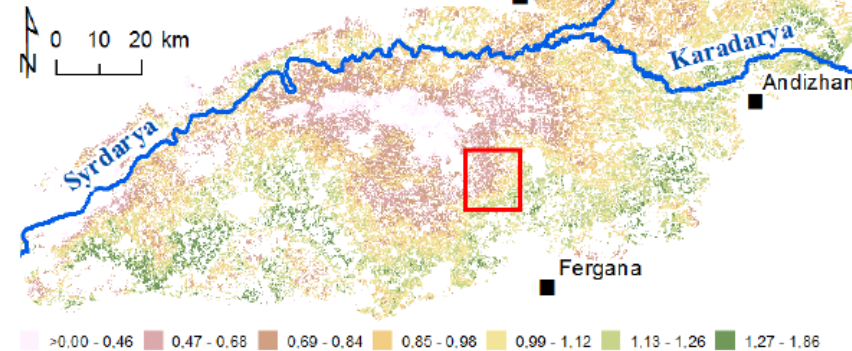 N
0 10 20 km
Syrdarya
Karadarya
Andizhan
Fergana
>0,00 - 0,46 0,47 - 0,68 0,69 - 0,84 0,85 - 0,98 0,99 - 1,12 1,13 - 1,26 1,27 - 1,86